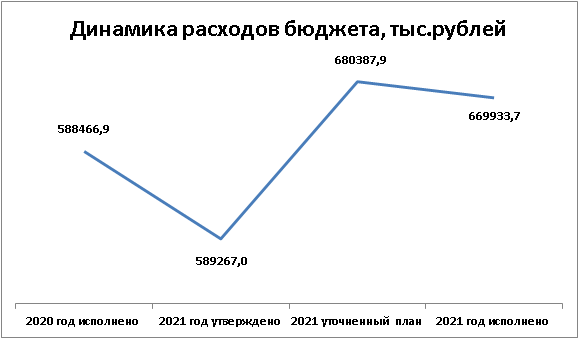 Динамика расходов бюджета, тыс.рублей
680387,9
588466,9
669933,7
589267,0
2020 год исполнено
2021 год утверждено
2021 уточненный план
2021 год исполнено